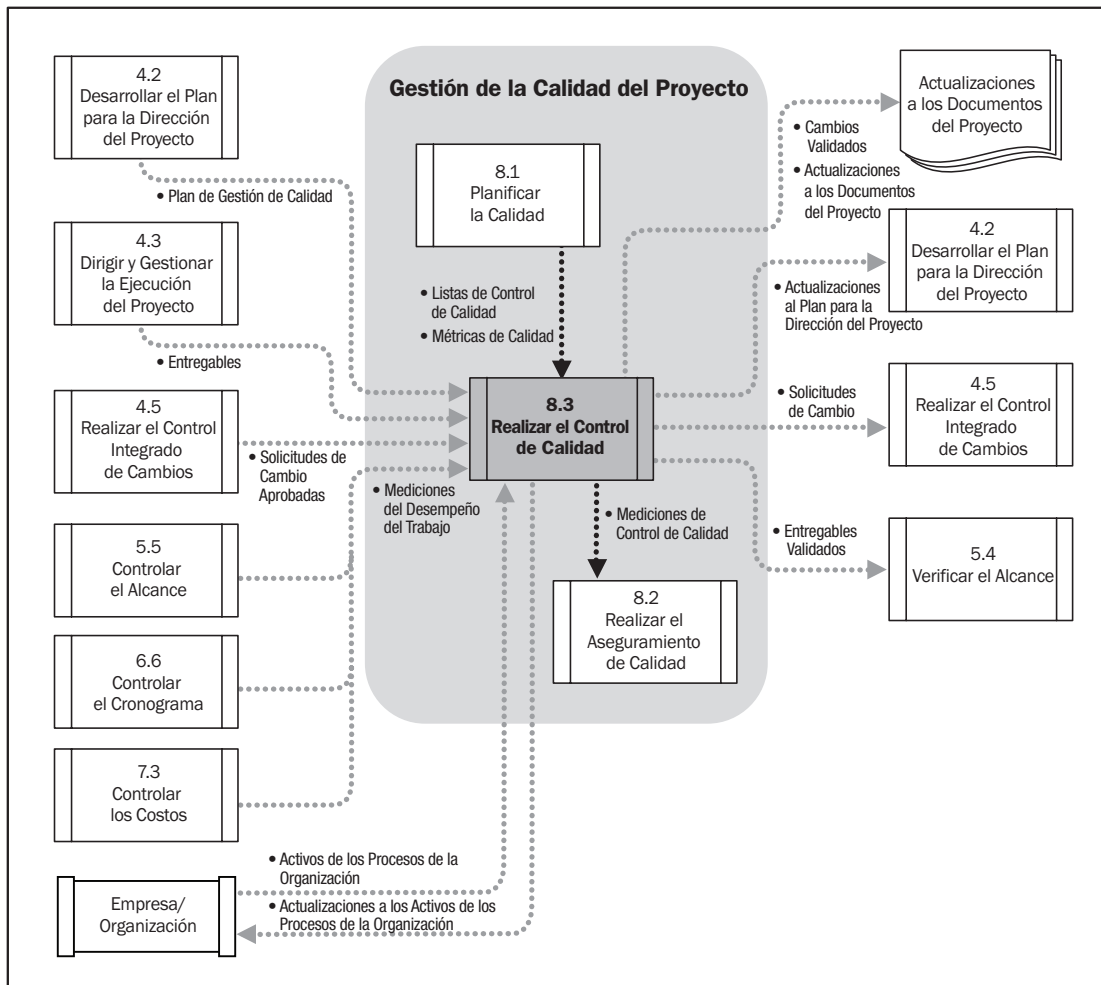 4.2
Desarrollar el Plan
para la Dirección
del Proyecto
• Plan de Gestión de Calidad
4.3
Dirigir y Gestionar
la Ejecución
del Proyecto
• Entregables
4.5
Realizar el Control
Integrado
de Cambios
• Solicitudes de
Cambio
Aprobadas
5.5
Controlar
el Alcance
6.6
Controlar
el Cronograma
7.3
Controlar
los Costos
Empresa/
Organización
• Activos de los Procesos de la
Organización
• Actualizaciones a los Activos de los
Procesos de la Organización
Gestión de la Calidad del Proyecto
8.1
Planificar
la Calidad
• Listas de Control
de Calidad
• Métricas de Calidad
8.3
Realizar el Control
de Calidad
• Mediciones
del Desempeño
del Trabajo
• Mediciones de
Control de Calidad
8.2
Realizar el
Aseguramiento
de Calidad
• Cambios
Validados
• Actualizaciones
a los Documentos
del Proyecto
Actualizaciones
a los Documentos
del Proyecto
• Actualizaciones
al Plan para la
Dirección del Proyecto
4.2
Desarrollar el Plan
para la Dirección
del Proyecto
• Solicitudes
de Cambio
4.5
Realizar el Control
Integrado
de Cambios
• Entregables
Validados
5.4
Verificar el Alcance